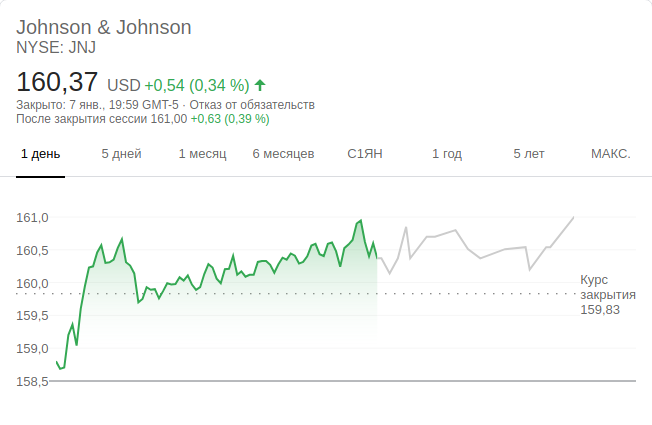 Johnson & Johnson
NYSE: JNJ
160,37 USD +0,54 (0,34 %)
Закрыто: 7 янв., 19:59 GMT-5 · Отказ от обязательств
После закрытия сессии 161,00 +0,63 (0,39 %)
1 день 5 дней 1 месяц 6 месяцев С1ЯН 1 год 5 лет МАКС.
161,0
160,5
160,0
159,5
159,0
158,5
Курс
закрытия
159,83